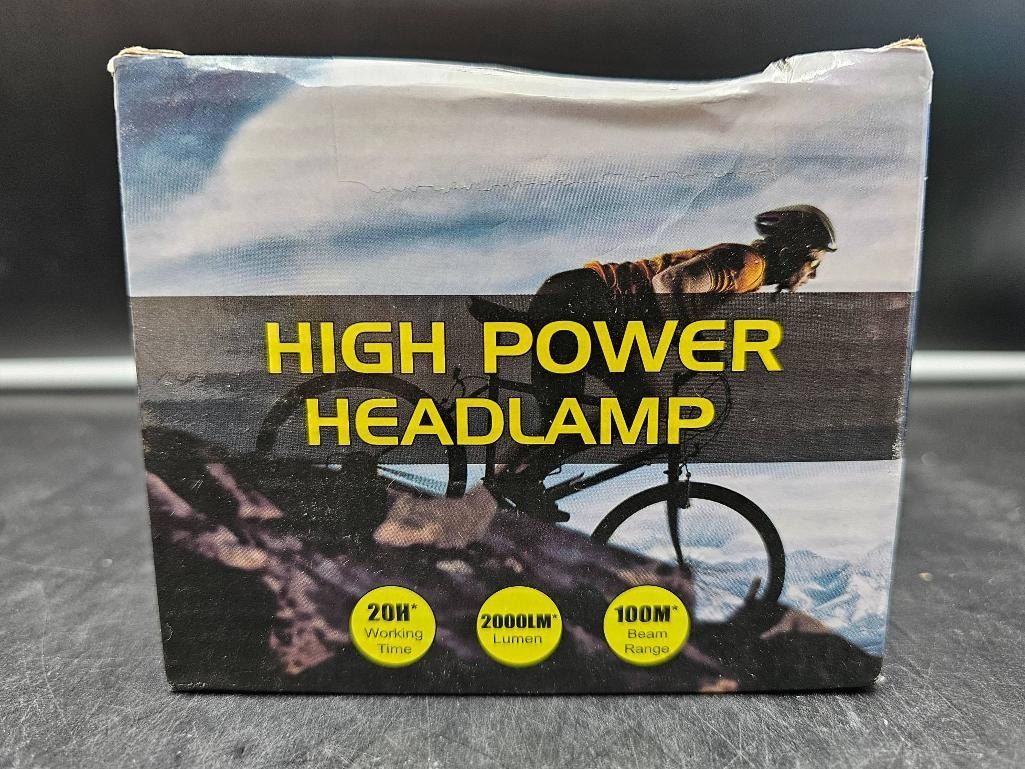 HIGH POWER
HEADLAMP
20H*
Working
Time
2000LM*
Lumen
100M*
Beam
Range